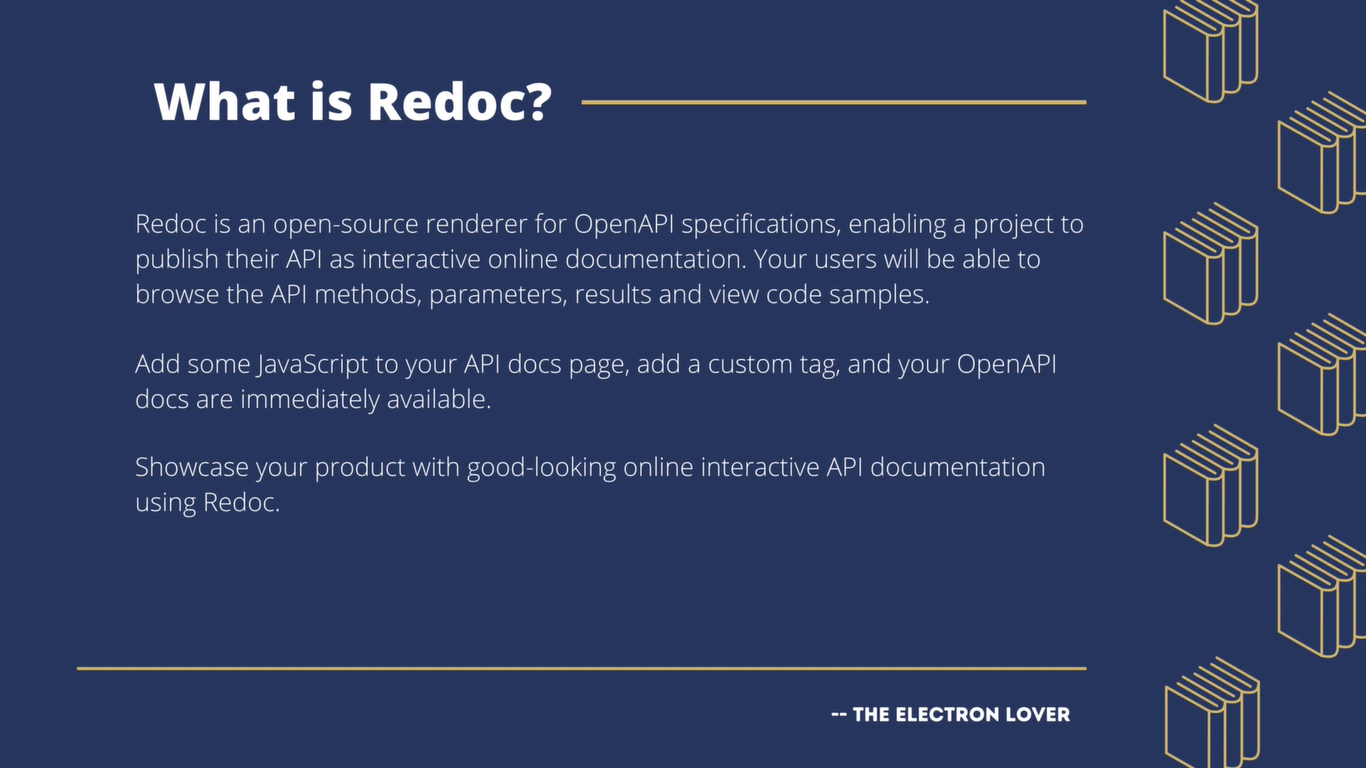 What is Redoc?
Redoc is an open-source renderer for OpenAPI specifications, enabling a project to
publish their API as interactive online documentation. Your users will be able to
browse the API methods, parameters, results and view code samples.
Add some JavaScript to your API docs page, add a custom tag, and your OpenAPI
docs are immediately available.
Showcase your product with good-looking online interactive API documentation
using Redoc.
-- THE ELECTRON LOVER